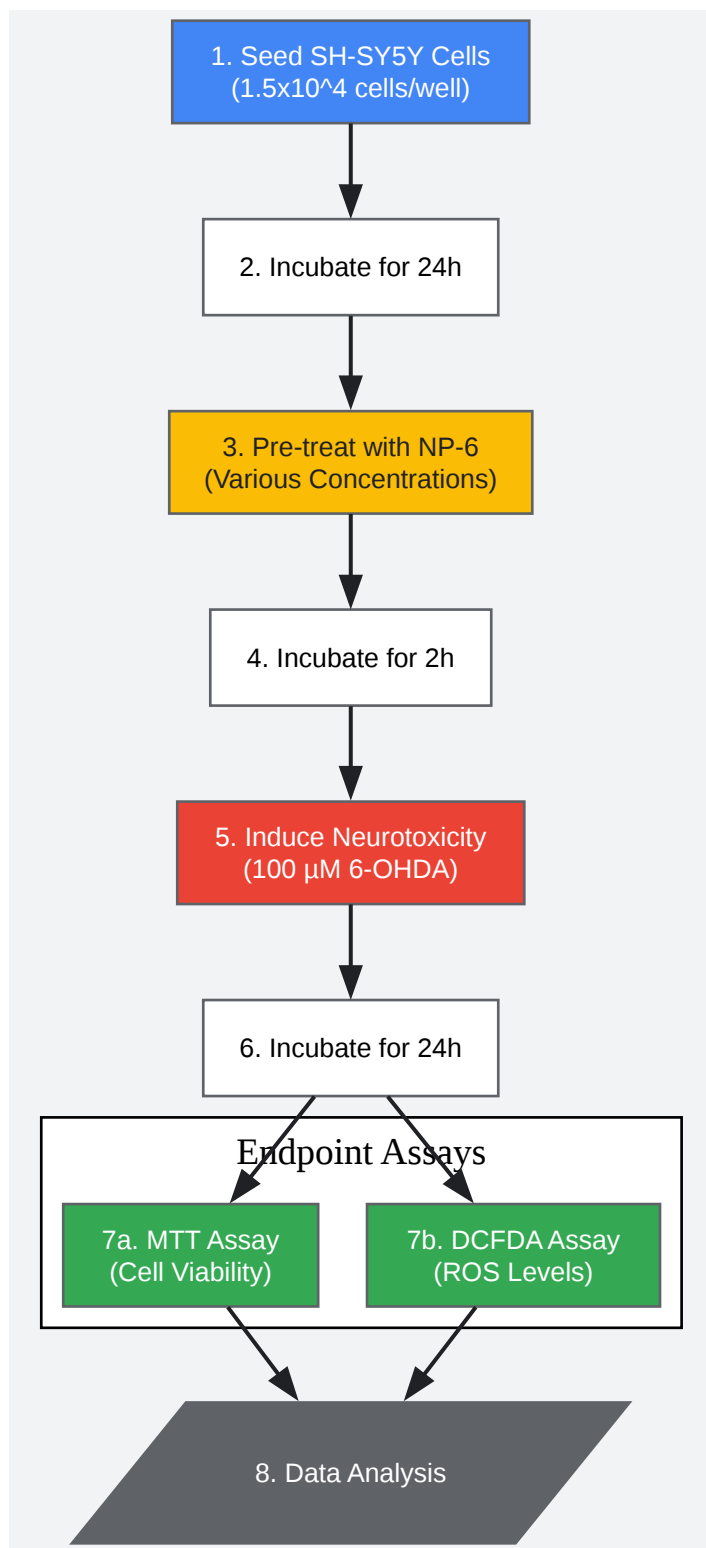 1. Seed SH-SY5Y Cells
(1.5x10^4 cells/well)
2. Incubate for 24h
3. Pre-treat with NP-6
(Various Concentrations)
4. Incubate for 2h
5. Induce Neurotoxicity
(100 µM 6-OHDA)
6. Incubate for 24h
Endpoint Assays
7a. MTT Assay
(Cell Viability)
7b. DCFDA Assay
(ROS Levels)
8. Data Analysis